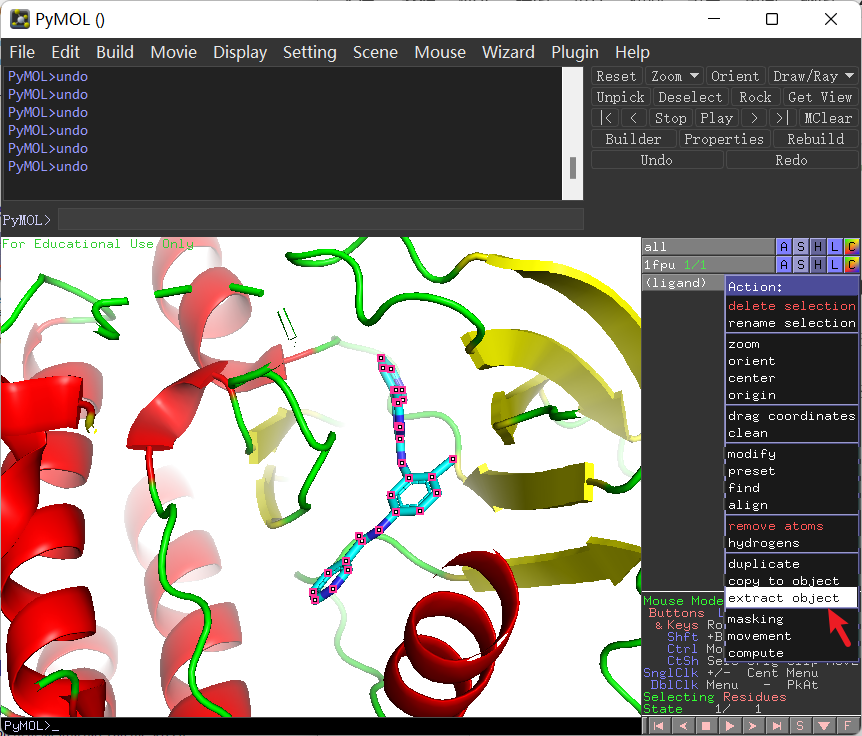 PyMOL ()
File Edit Build Movie Display Setting Scene Mouse Wizard Plugin Help
PyMOL>undo
PyMOL>undo
PyMOL>undo
PyMOL>undo
PyMOL>undo
PyMOL>undo
Reset Zoom Orient Draw/Ray
Unpick Deselect Rock Get View
|< < Stop Play > >| MClear
Builder Properties Rebuild
Undo Redo
PyMOL>
For Educational Use Only
all A S H L C
1fpu 1/1 A S H L C
(ligand)
Action:
delete selection
rename selection
zoom
orient
center
origin
drag coordinates
clean
modify
preset
find
align
remove atoms
hydrogens
duplicate
copy to object
extract object
masking
movement
compute
Mouse Mode
Buttons L
& Keys Ro
Shft +B
Ctrl Mo
CtSh Sele Orig Clip MovZ
SnglClk +/- Cent Menu
DblClk Menu - PkAt
Selecting Residues
State 1/ 1
PyMOL>_
S F